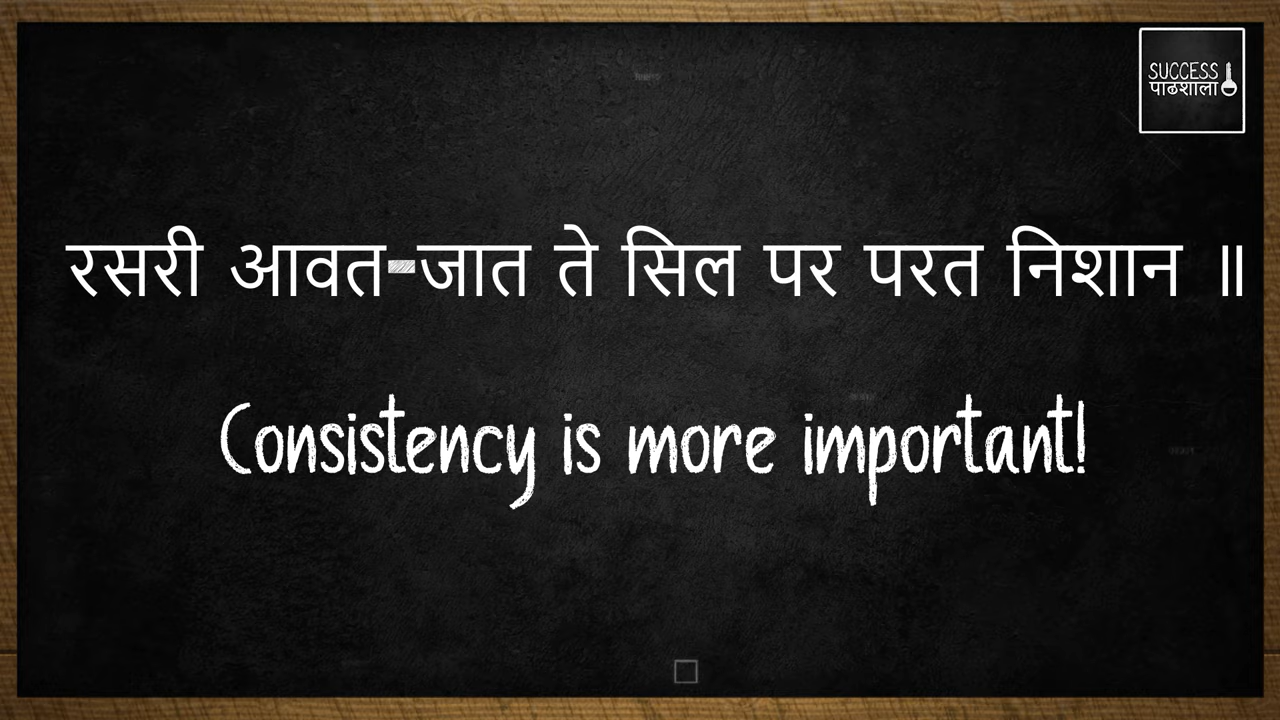 SUCCESS
पाठशाला
रसरी आवत-जात ते सिल पर परत निशान ॥
Consistency is more important!